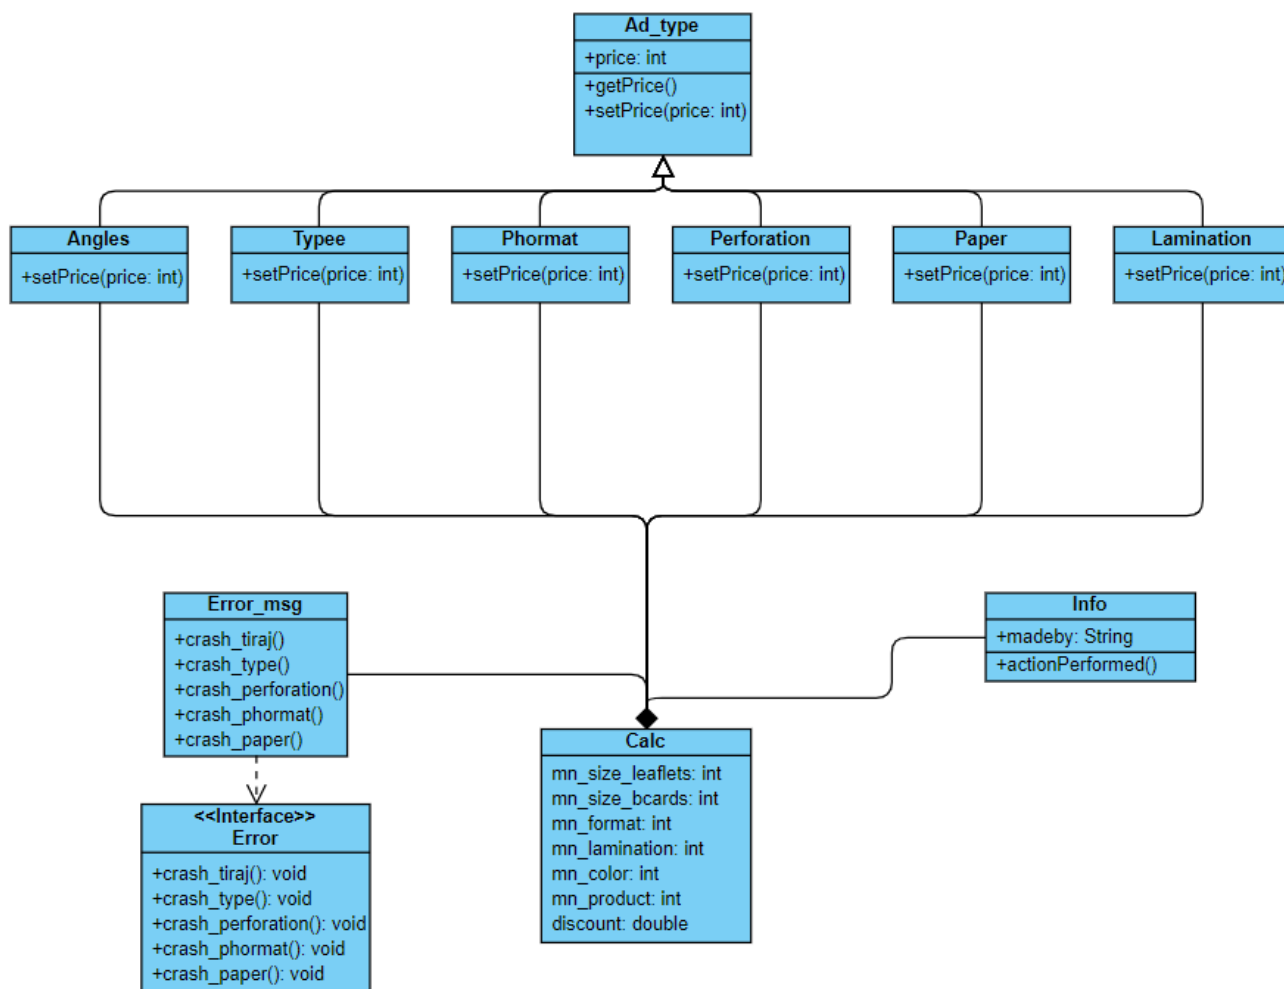 Ad_type
+price: int
+getPrice()
+setPrice(price: int)
Angles
+setPrice(price: int)
Typee
+setPrice(price: int)
Phormat
+setPrice(price: int)
Perforation
+setPrice(price: int)
Paper
+setPrice(price: int)
Lamination
+setPrice(price: int)
Error_msg
+crash_tiraj()
+crash_type()
+crash_perforation()
+crash_phormat()
+crash_paper()
Info
+madeby: String
+actionPerformed()
<<Interface>>
Error
+crash_tiraj(): void
+crash_type(): void
+crash_perforation(): void
+crash_phormat(): void
+crash_paper(): void
Calc
mn_size_leaflets: int
mn_size_bcards: int
mn_format: int
mn_lamination: int
mn_color: int
mn_product: int
discount: double